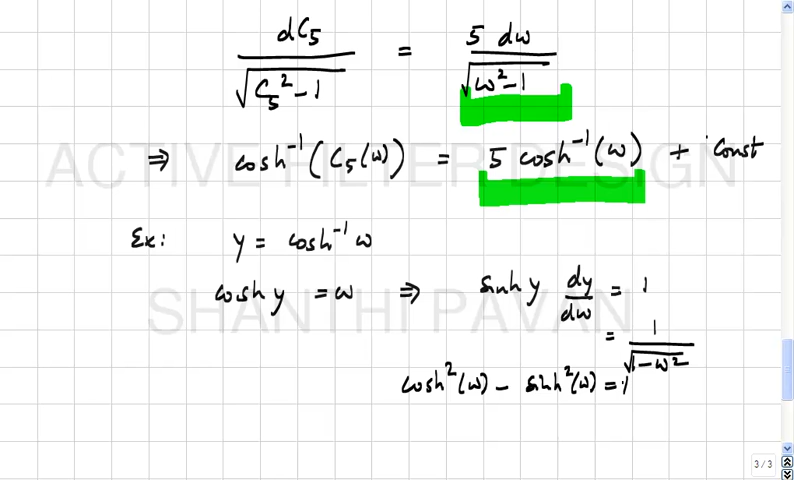 dC₅/√(C₅² − 1) = 5 dω/√(ω² − 1)
⇒ cosh⁻¹(C₅(ω)) = 5 cosh⁻¹(ω) + Const
ACTIVE FILTER DESIGN
Ex: y = cosh⁻¹ ω
cosh y = ω ⇒ sinh y dy/dω = 1
SHANTHI PAVAN
= 1/√(1 − ω²)
cosh²(ω) − sinh²(ω) = 1
3 / 3